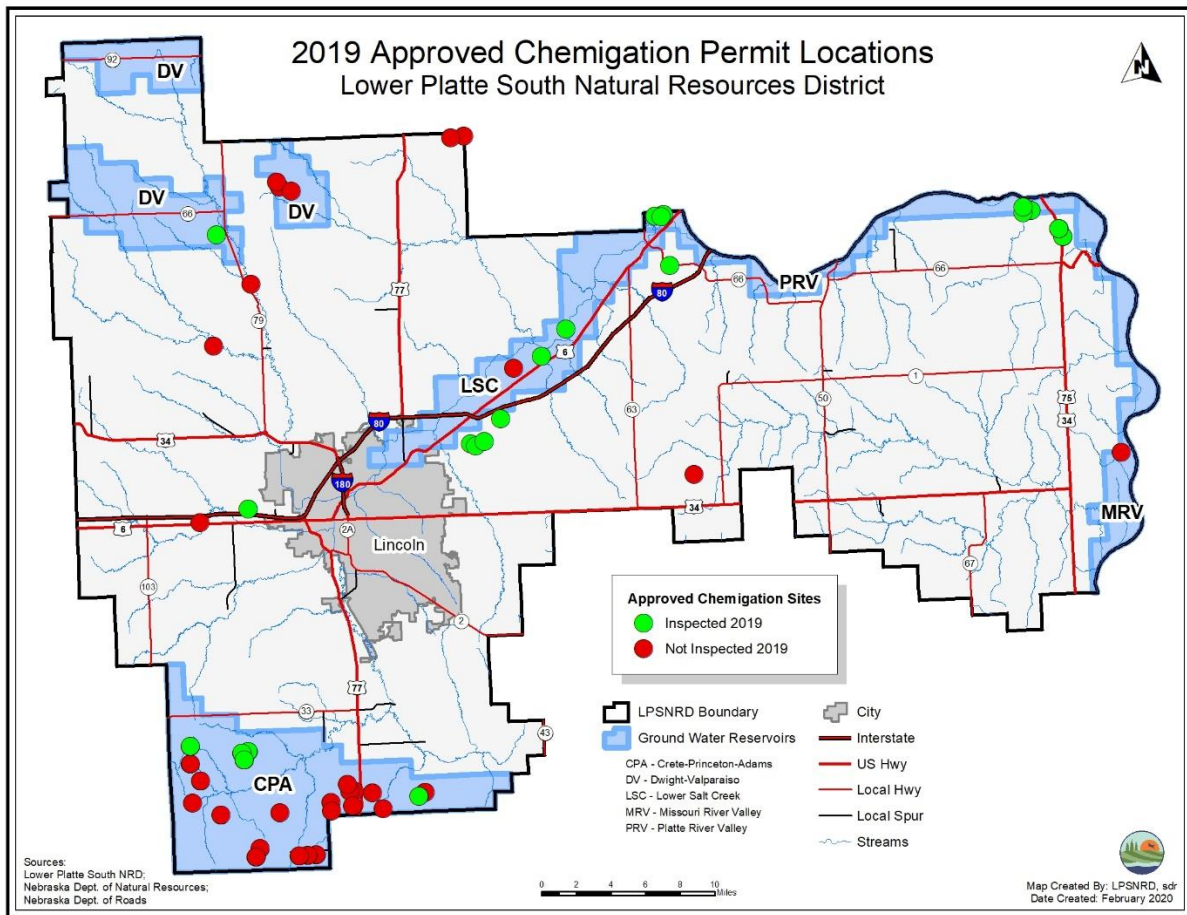 2019 Approved Chemigation Permit Locations
Lower Platte South Natural Resources District
N
92
DV
DV
DV
66
77
79
66
PRV
66
80
6
LSC
63
50
1
75
34
80
34
180
6
2A
Lincoln
34
MRV
103
67
2
77
33
43
CPA
Approved Chemigation Sites
Inspected 2019
Not Inspected 2019
LPSNRD Boundary
Ground Water Reservoirs
CPA - Crete-Princeton-Adams
DV - Dwight-Valparaiso
LSC - Lower Salt Creek
MRV - Missouri River Valley
PRV - Platte River Valley
City
Interstate
US Hwy
Local Hwy
Local Spur
Streams
Sources:
Lower Platte South NRD;
Nebraska Dept. of Natural Resources;
Nebraska Dept. of Roads
0 2 4 6 8 10
Miles
Map Created By: LPSNRD, sdr
Date Created: February 2020